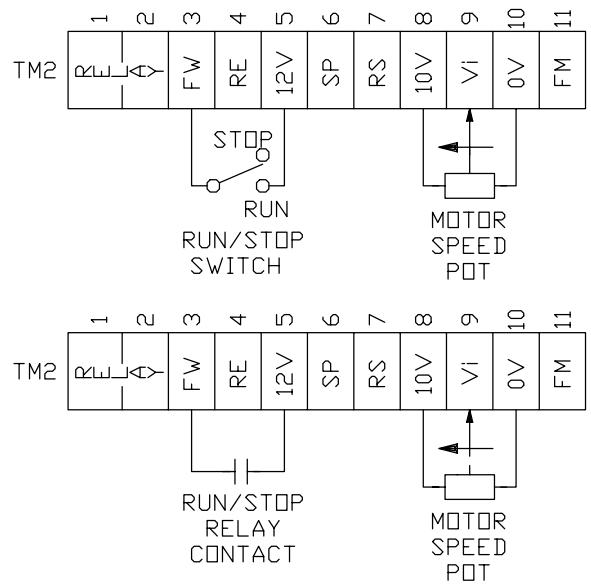 1 2 3 4 5 6 7 8 9 10 11
TM2 RELAY FW RE 12V SP RS 10V Vi 0V FM
STOP
RUN
RUN/STOP
SWITCH
MOTOR
SPEED
POT
1 2 3 4 5 6 7 8 9 10 11
TM2 RELAY FW RE 12V SP RS 10V Vi 0V FM
RUN/STOP
RELAY
CONTACT
MOTOR
SPEED
POT